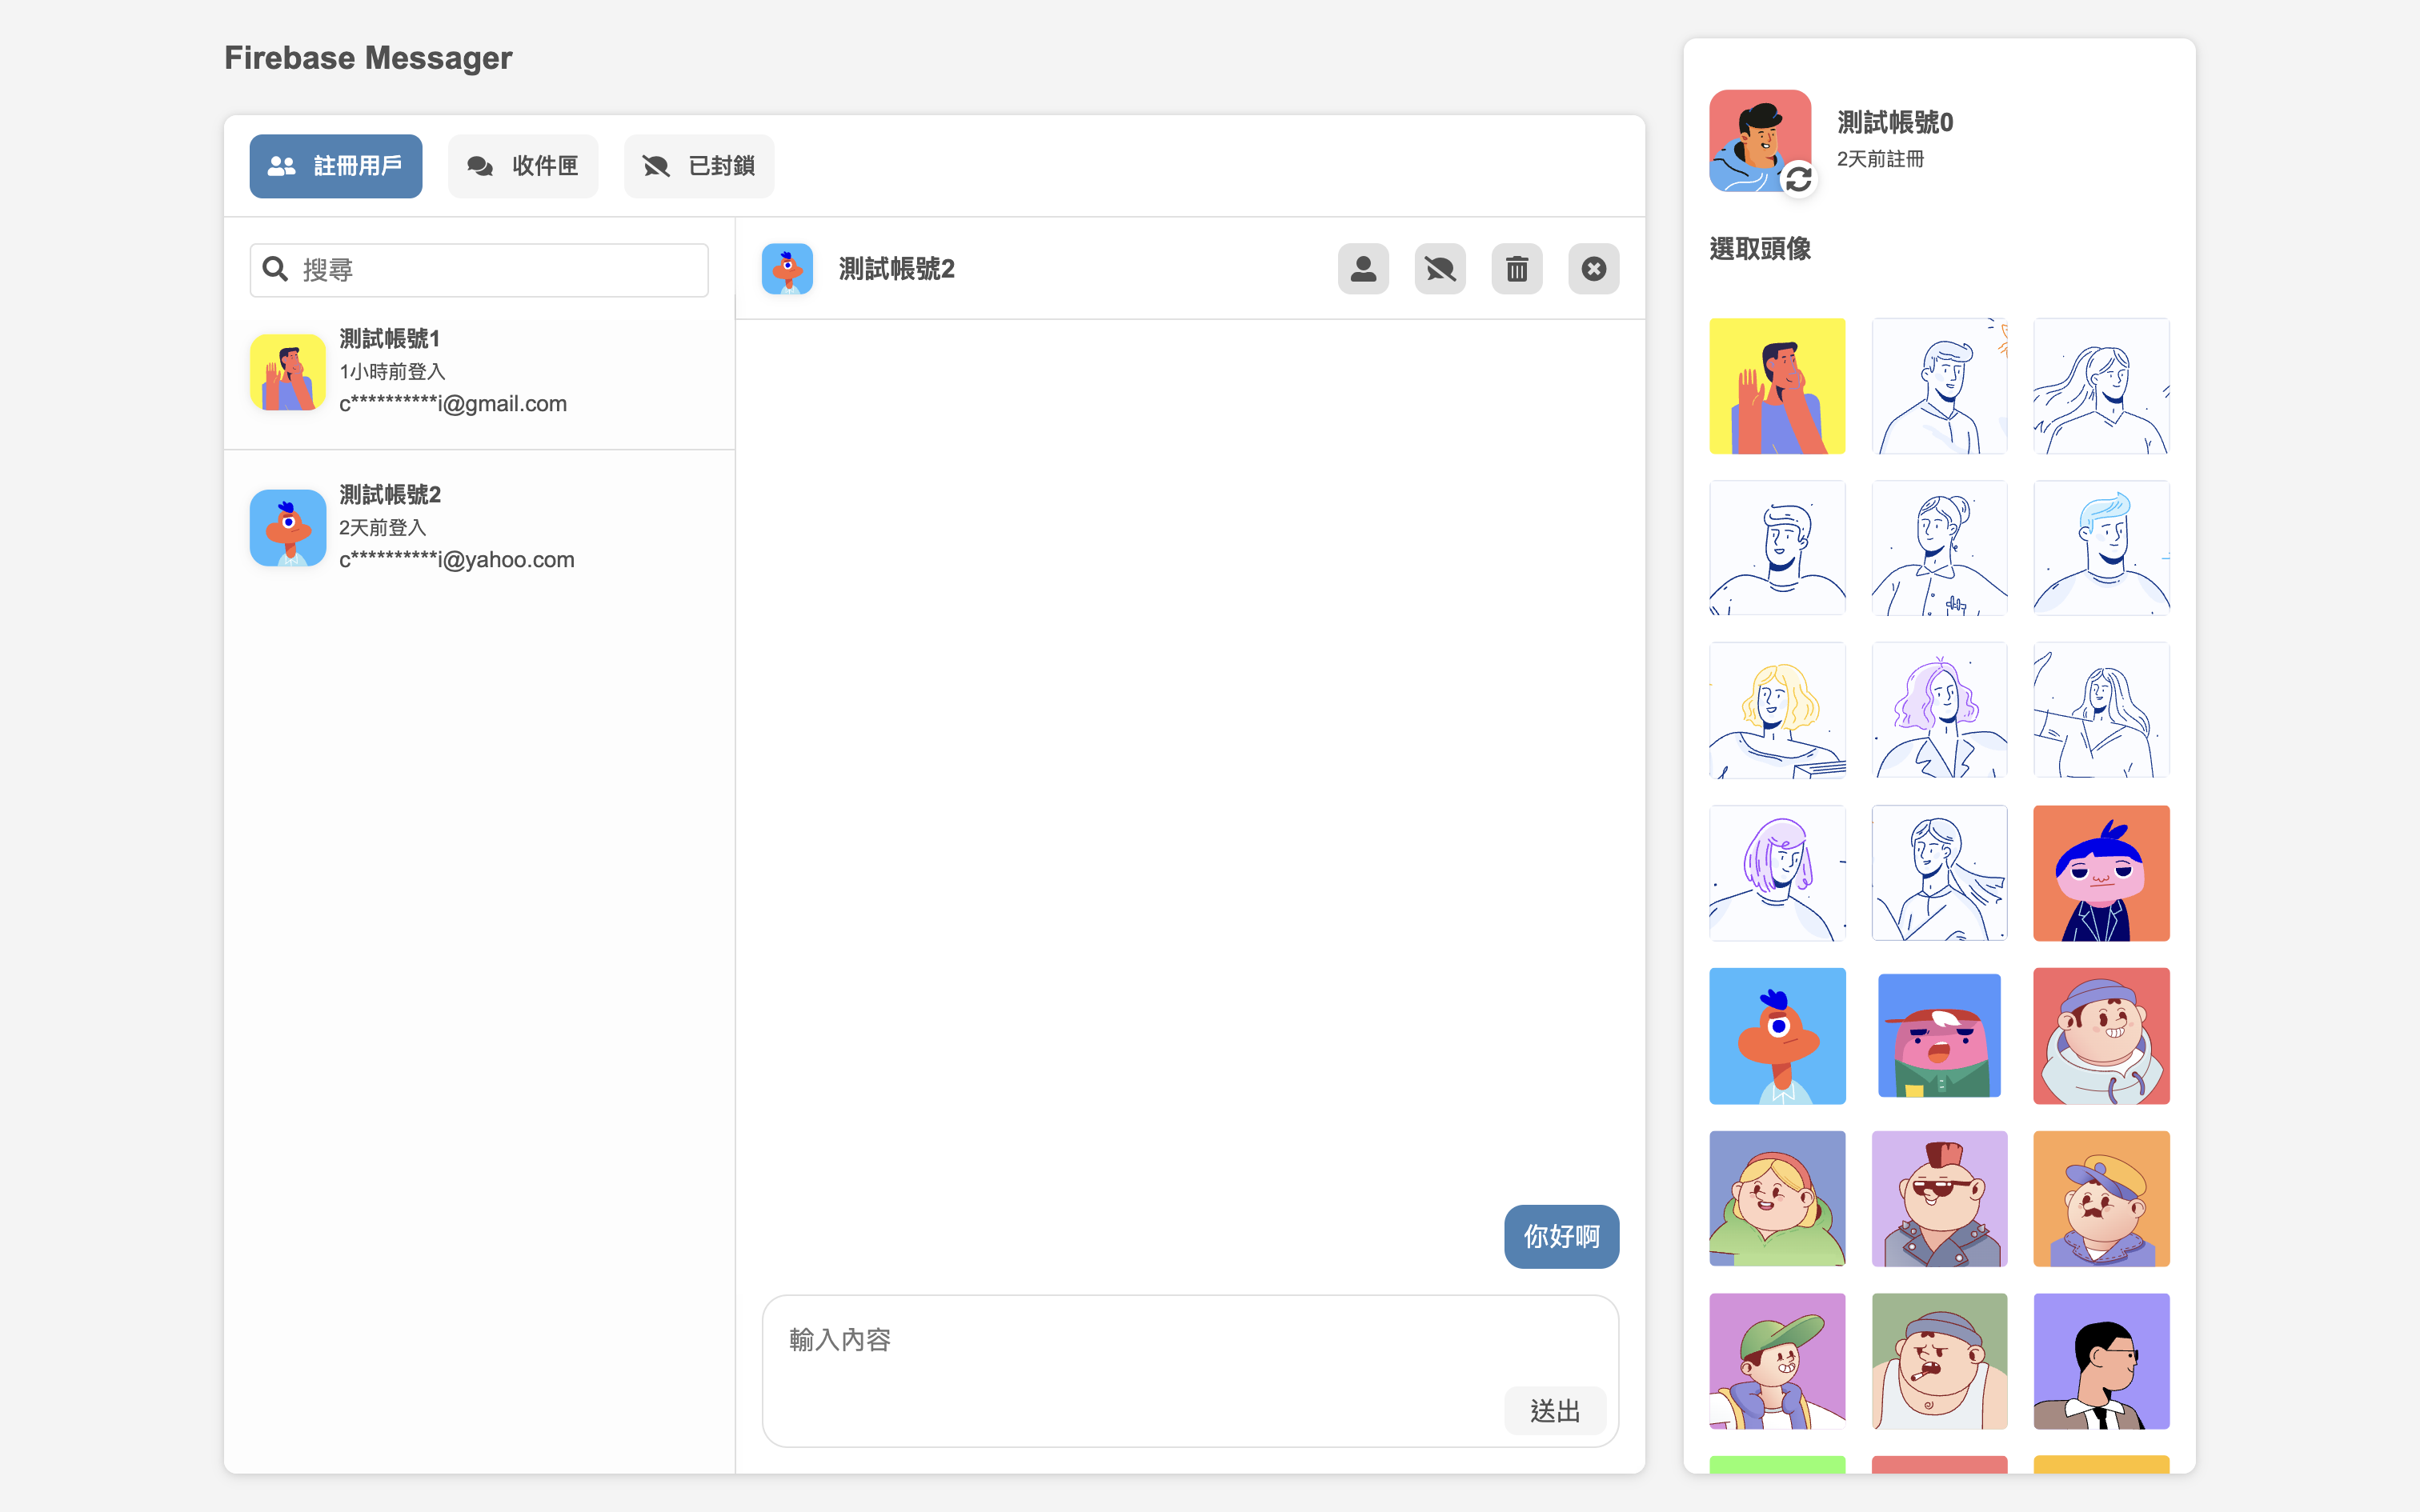 Firebase Messager
註冊用戶
收件匣
已封鎖
搜尋
測試帳號1
1小時前登入
c**********i@gmail.com
測試帳號2
2天前登入
c**********i@yahoo.com
測試帳號2
你好啊
輸入內容
送出
測試帳號0
2天前註冊
選取頭像